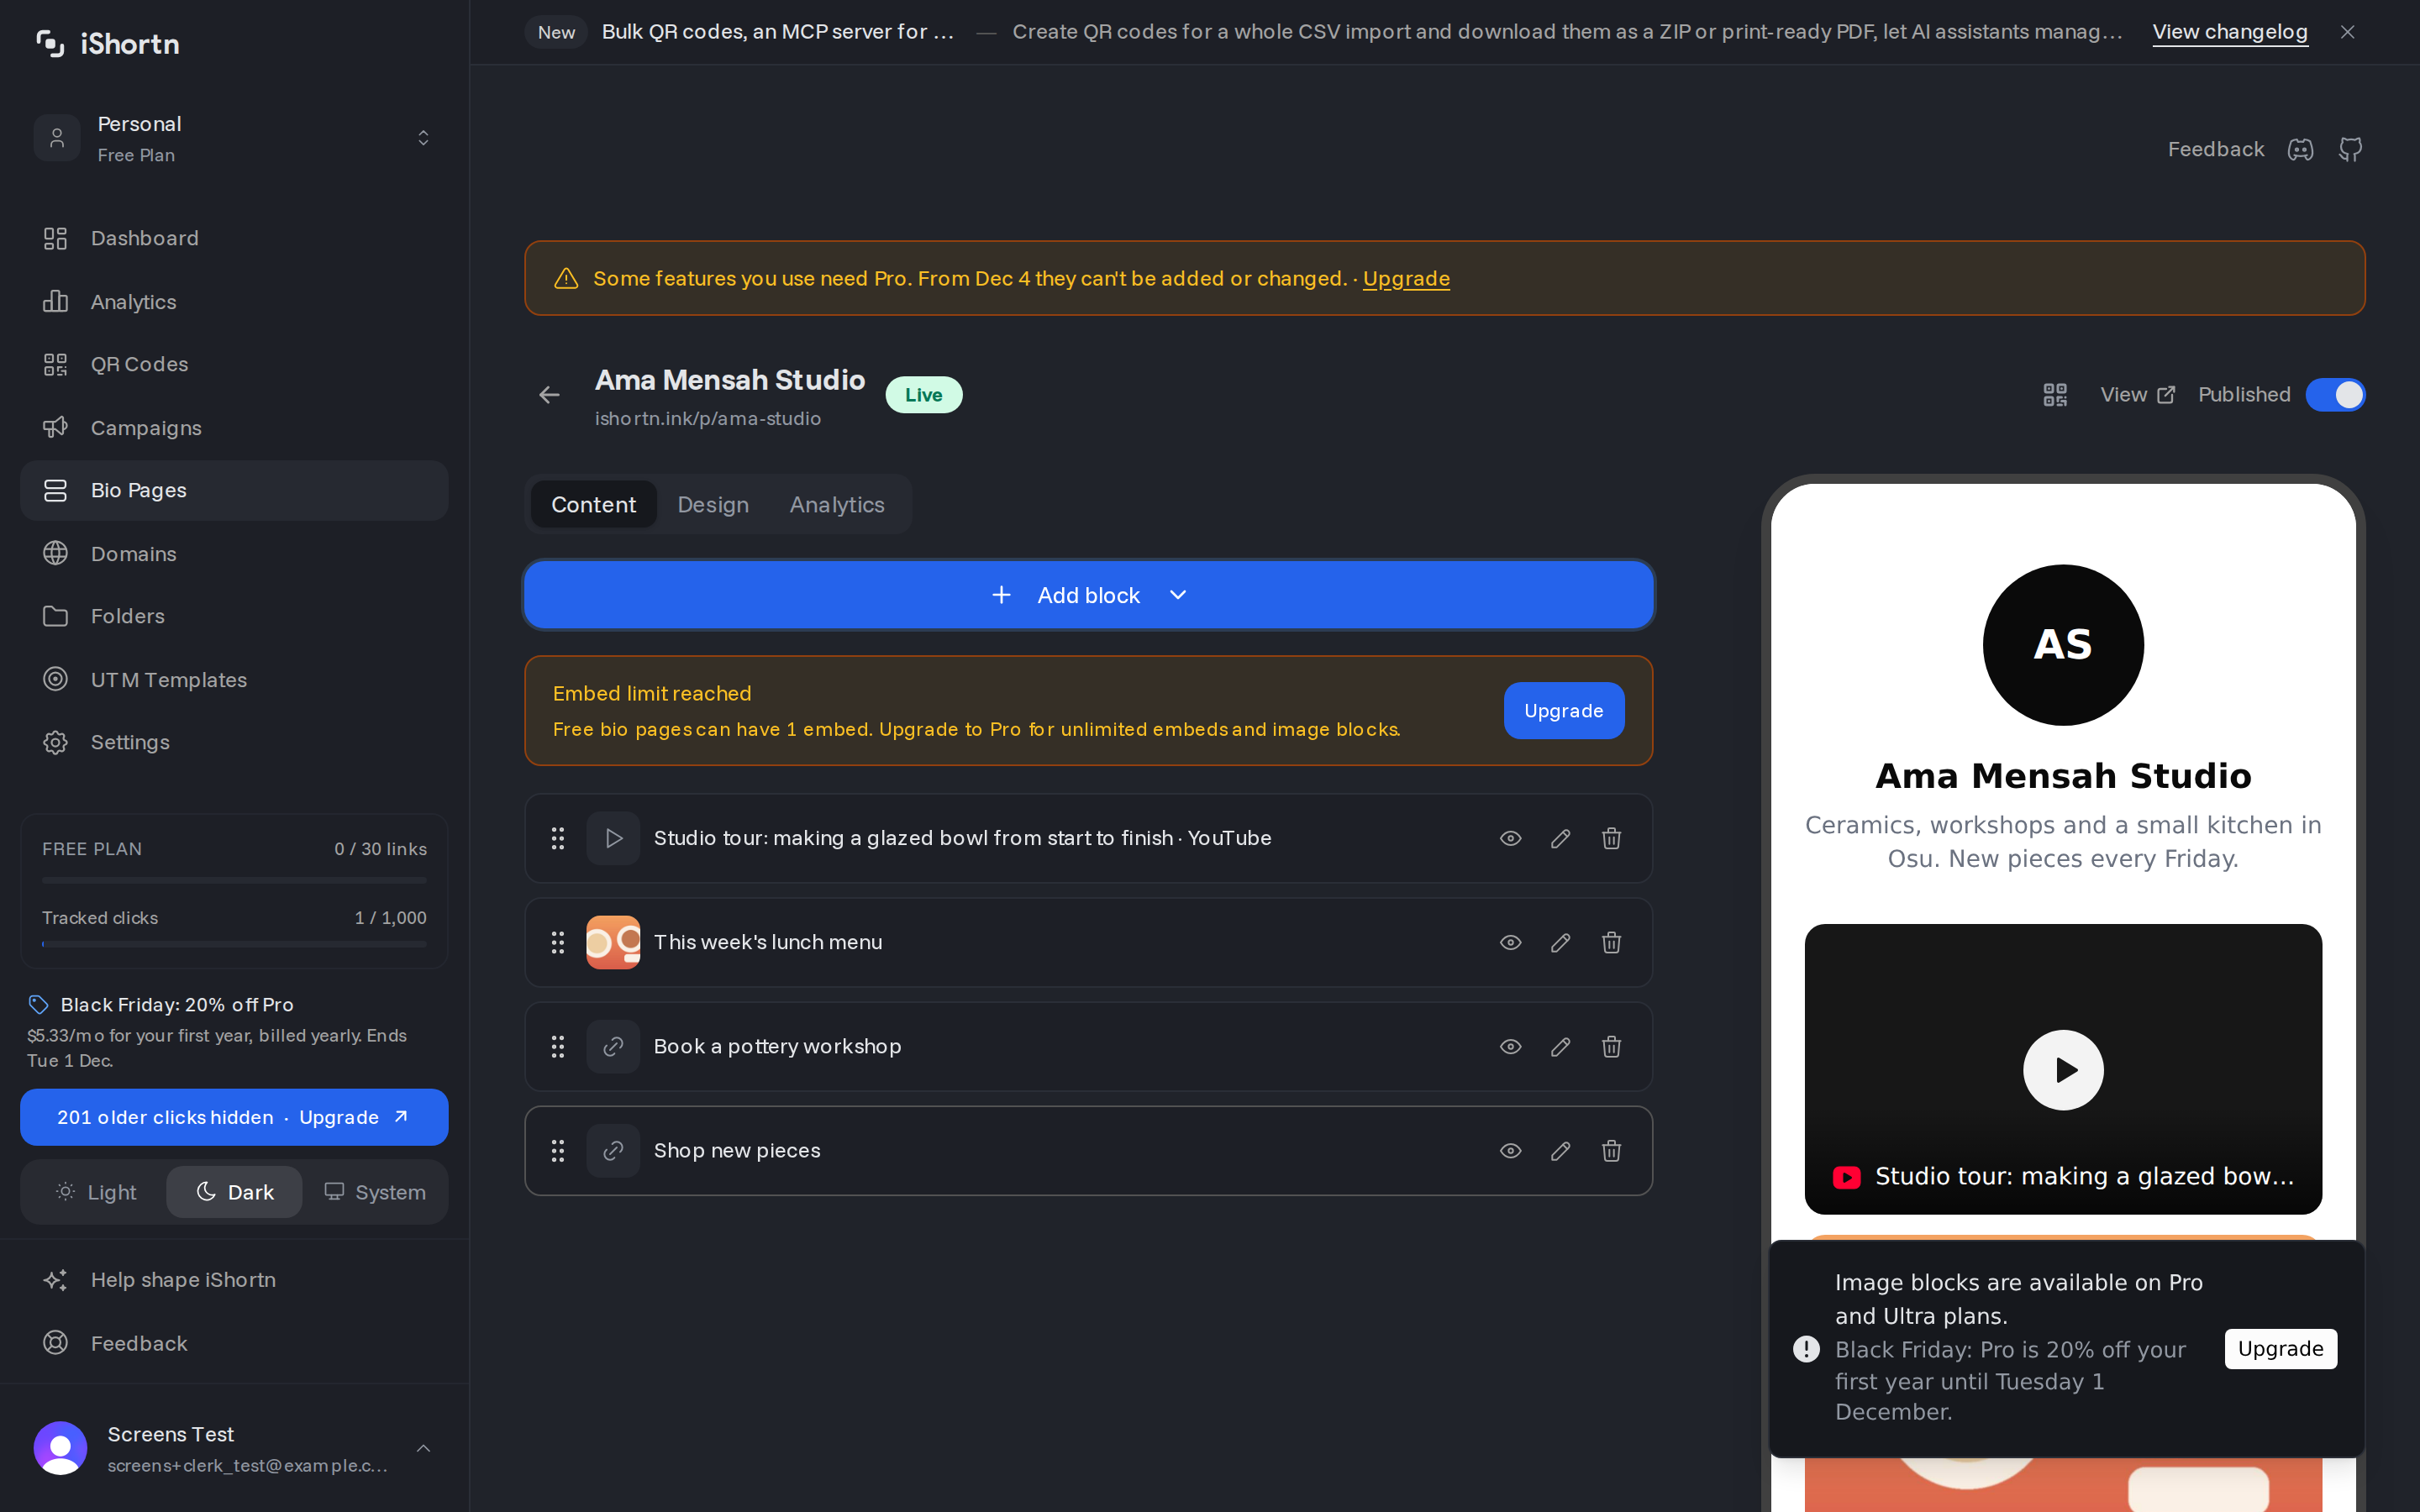 iShortn
Personal
Free Plan
Dashboard
Analytics
QR Codes
Campaigns
Bio Pages
Domains
Folders
UTM Templates
Settings
FREE PLAN 0 / 30 links
Tracked clicks 1 / 1,000
Black Friday: 20% off Pro
$5.33/mo for your first year, billed yearly. Ends
Tue 1 Dec.
201 older clicks hidden · Upgrade
Light Dark System
Help shape iShortn
Feedback
Screens Test
screens+clerk_test@example.c...
New Bulk QR codes, an MCP server for ... — Create QR codes for a whole CSV import and download them as a ZIP or print-ready PDF, let AI assistants manag... View changelog
Feedback
Some features you use need Pro. From Dec 4 they can't be added or changed. · Upgrade
Ama Mensah Studio Live
ishortn.ink/p/ama-studio
View Published
Content Design Analytics
Add block
Embed limit reached
Free bio pages can have 1 embed. Upgrade to Pro for unlimited embeds and image blocks.
Upgrade
Studio tour: making a glazed bowl from start to finish · YouTube
This week's lunch menu
Book a pottery workshop
Shop new pieces
AS
Ama Mensah Studio
Ceramics, workshops and a small kitchen in
Osu. New pieces every Friday.
Studio tour: making a glazed bow...
Image blocks are available on Pro
and Ultra plans.
Black Friday: Pro is 20% off your
first year until Tuesday 1
December.
Upgrade